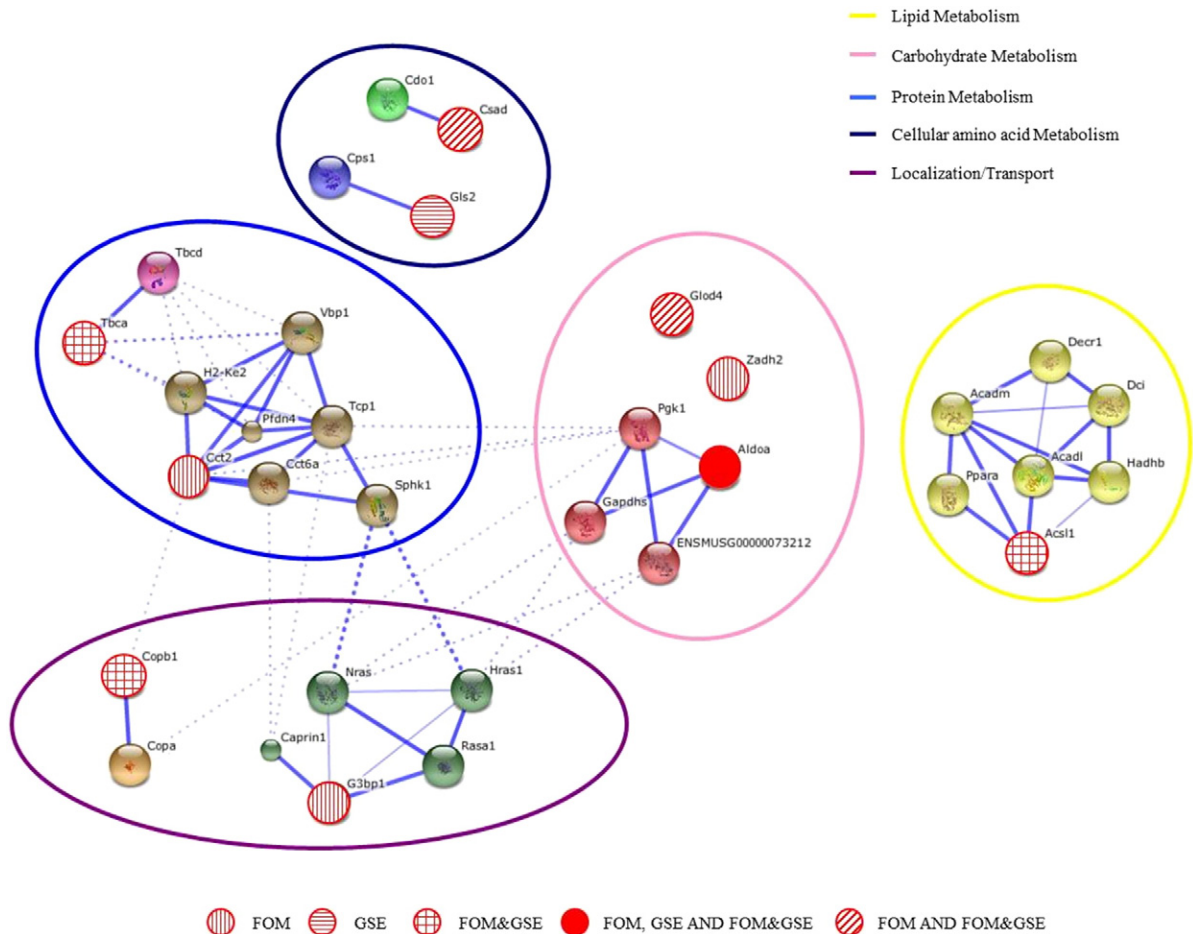 Lipid Metabolism
Carbohydrate Metabolism
Protein Metabolism
Cellular amino acid Metabolism
Localization/Transport
Cdo1
Csad
Cps1
Gls2
Tbcd
Tbca
Vbp1
H2-Ke2
Pfdn4
Tcp1
Cct2
Cct6a
Sphk1
Glod4
Zadh2
Pgk1
Aldoa
Gapdhs
ENSMUSG00000073212
Decr1
Acadm
Dci
Acadl
Hadhb
Ppara
Acsl1
Copb1
Copa
Nras
Hras1
Caprin1
Rasa1
G3bp1
FOM GSE FOM&GSE FOM, GSE AND FOM&GSE FOM AND FOM&GSE